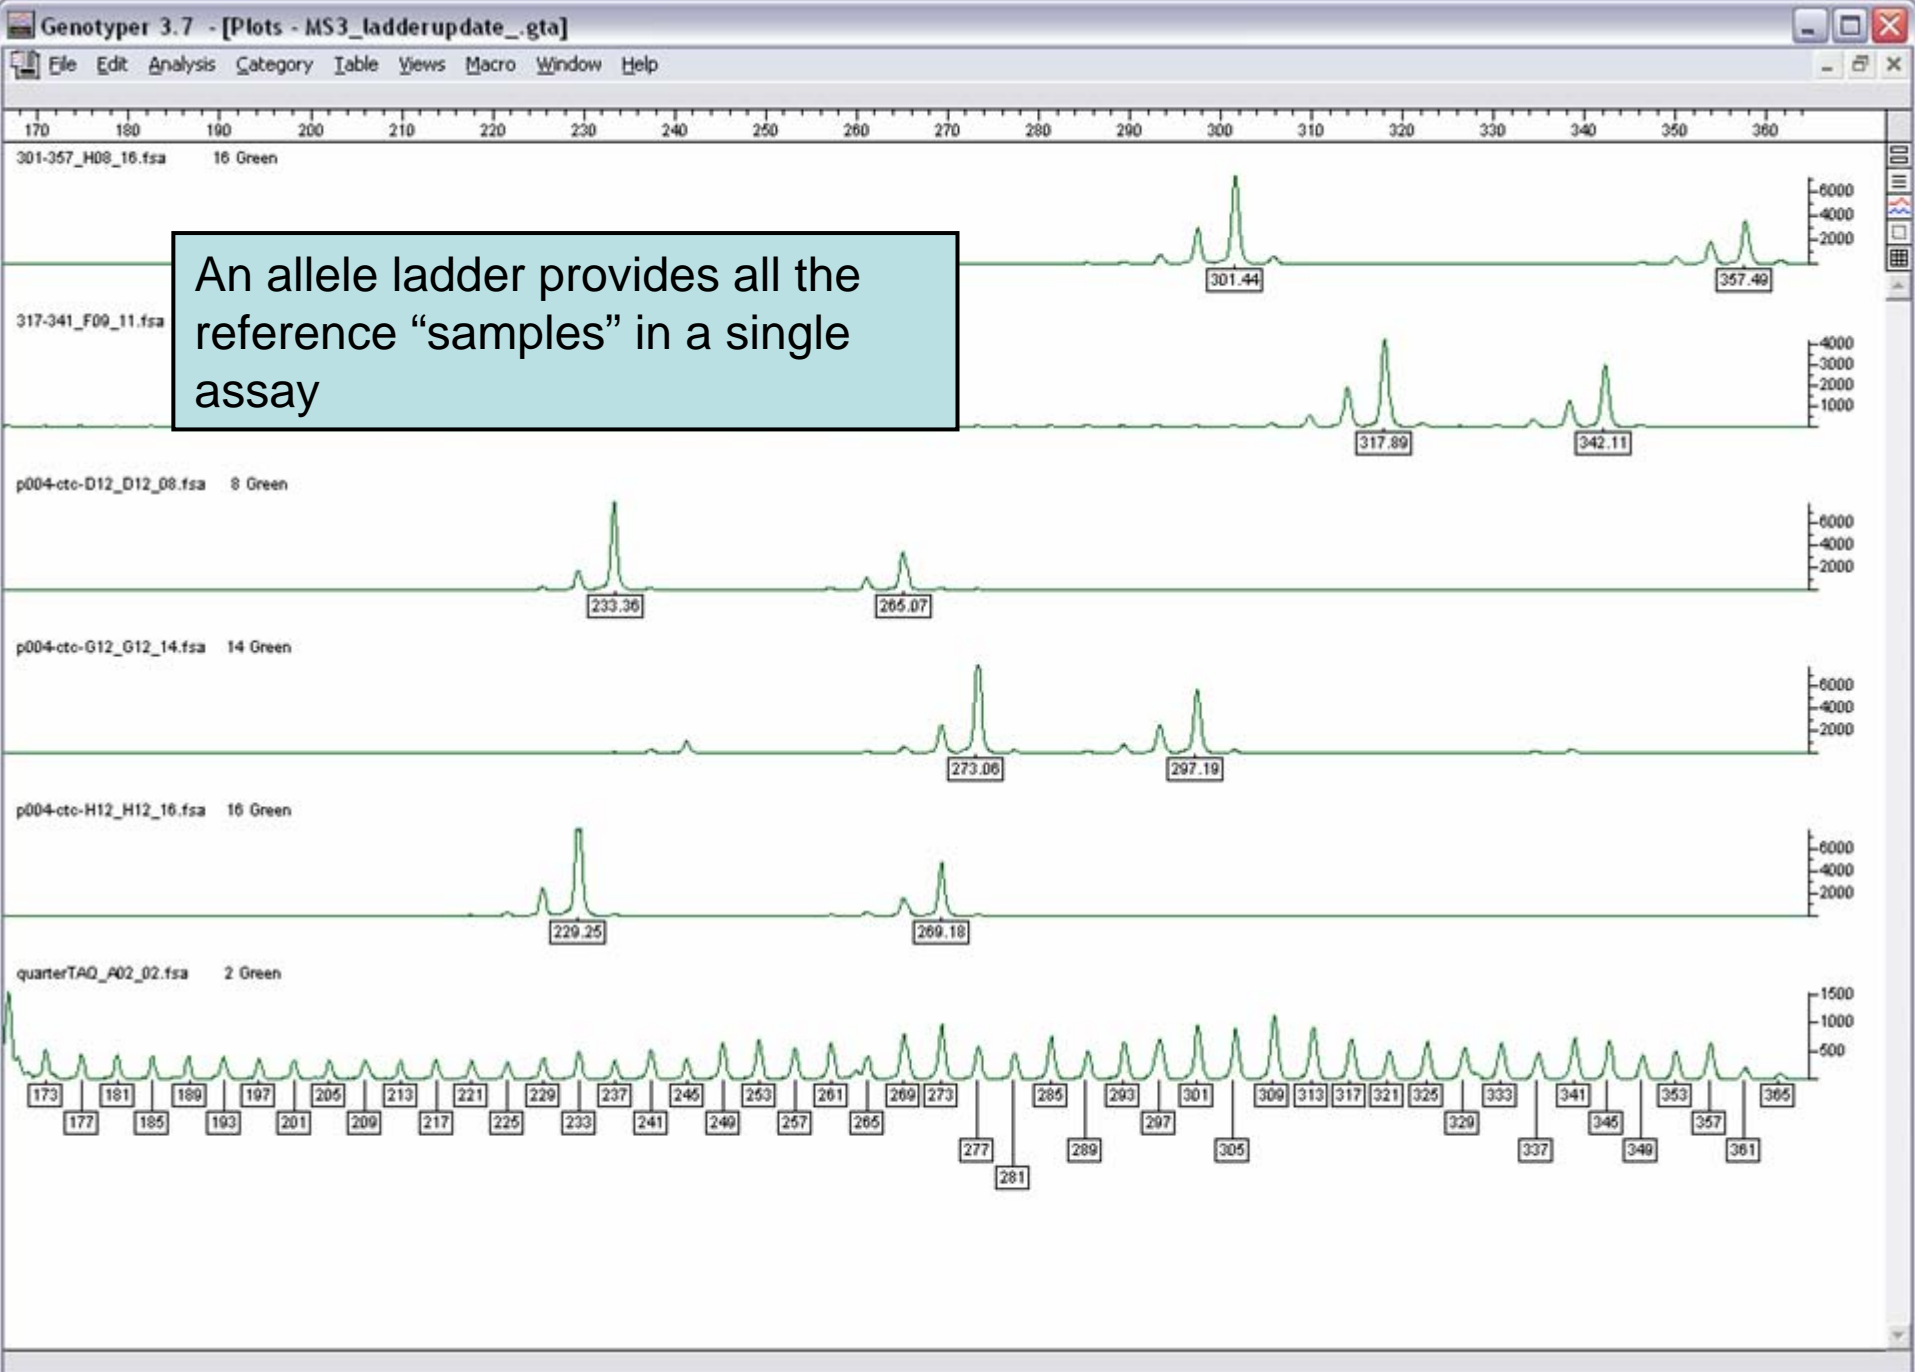 Genotyper 3.7 - [Plots - MS3_ladderupdate_.gta]
File Edit Analysis Category Table Views Macro Window Help
170 180 190 200 210 220 230 240 250 260 270 280 290 300 310 320 330 340 350 360
301-357_H08_16.fsa 16 Green
6000
4000
2000
301.44 357.49
An allele ladder provides all the
reference “samples” in a single
assay
317-341_F09_11.fsa
4000
3000
2000
1000
317.89 342.11
p004-ctc-D12_D12_08.fsa 8 Green
6000
4000
2000
233.36 265.07
p004-ctc-G12_G12_14.fsa 14 Green
6000
4000
2000
273.06 297.19
p004-ctc-H12_H12_16.fsa 16 Green
6000
4000
2000
229.25 269.18
quarterTAQ_A02_02.fsa 2 Green
1500
1000
500
173 181 189 197 205 213 221 229 237 245 253 261 269 273 285 293 301 309 313 317 321 325 333 341 353 365
177 185 193 201 209 217 225 233 241 249 257 265 297 329 345 357
277 289 305 337 349 361
281